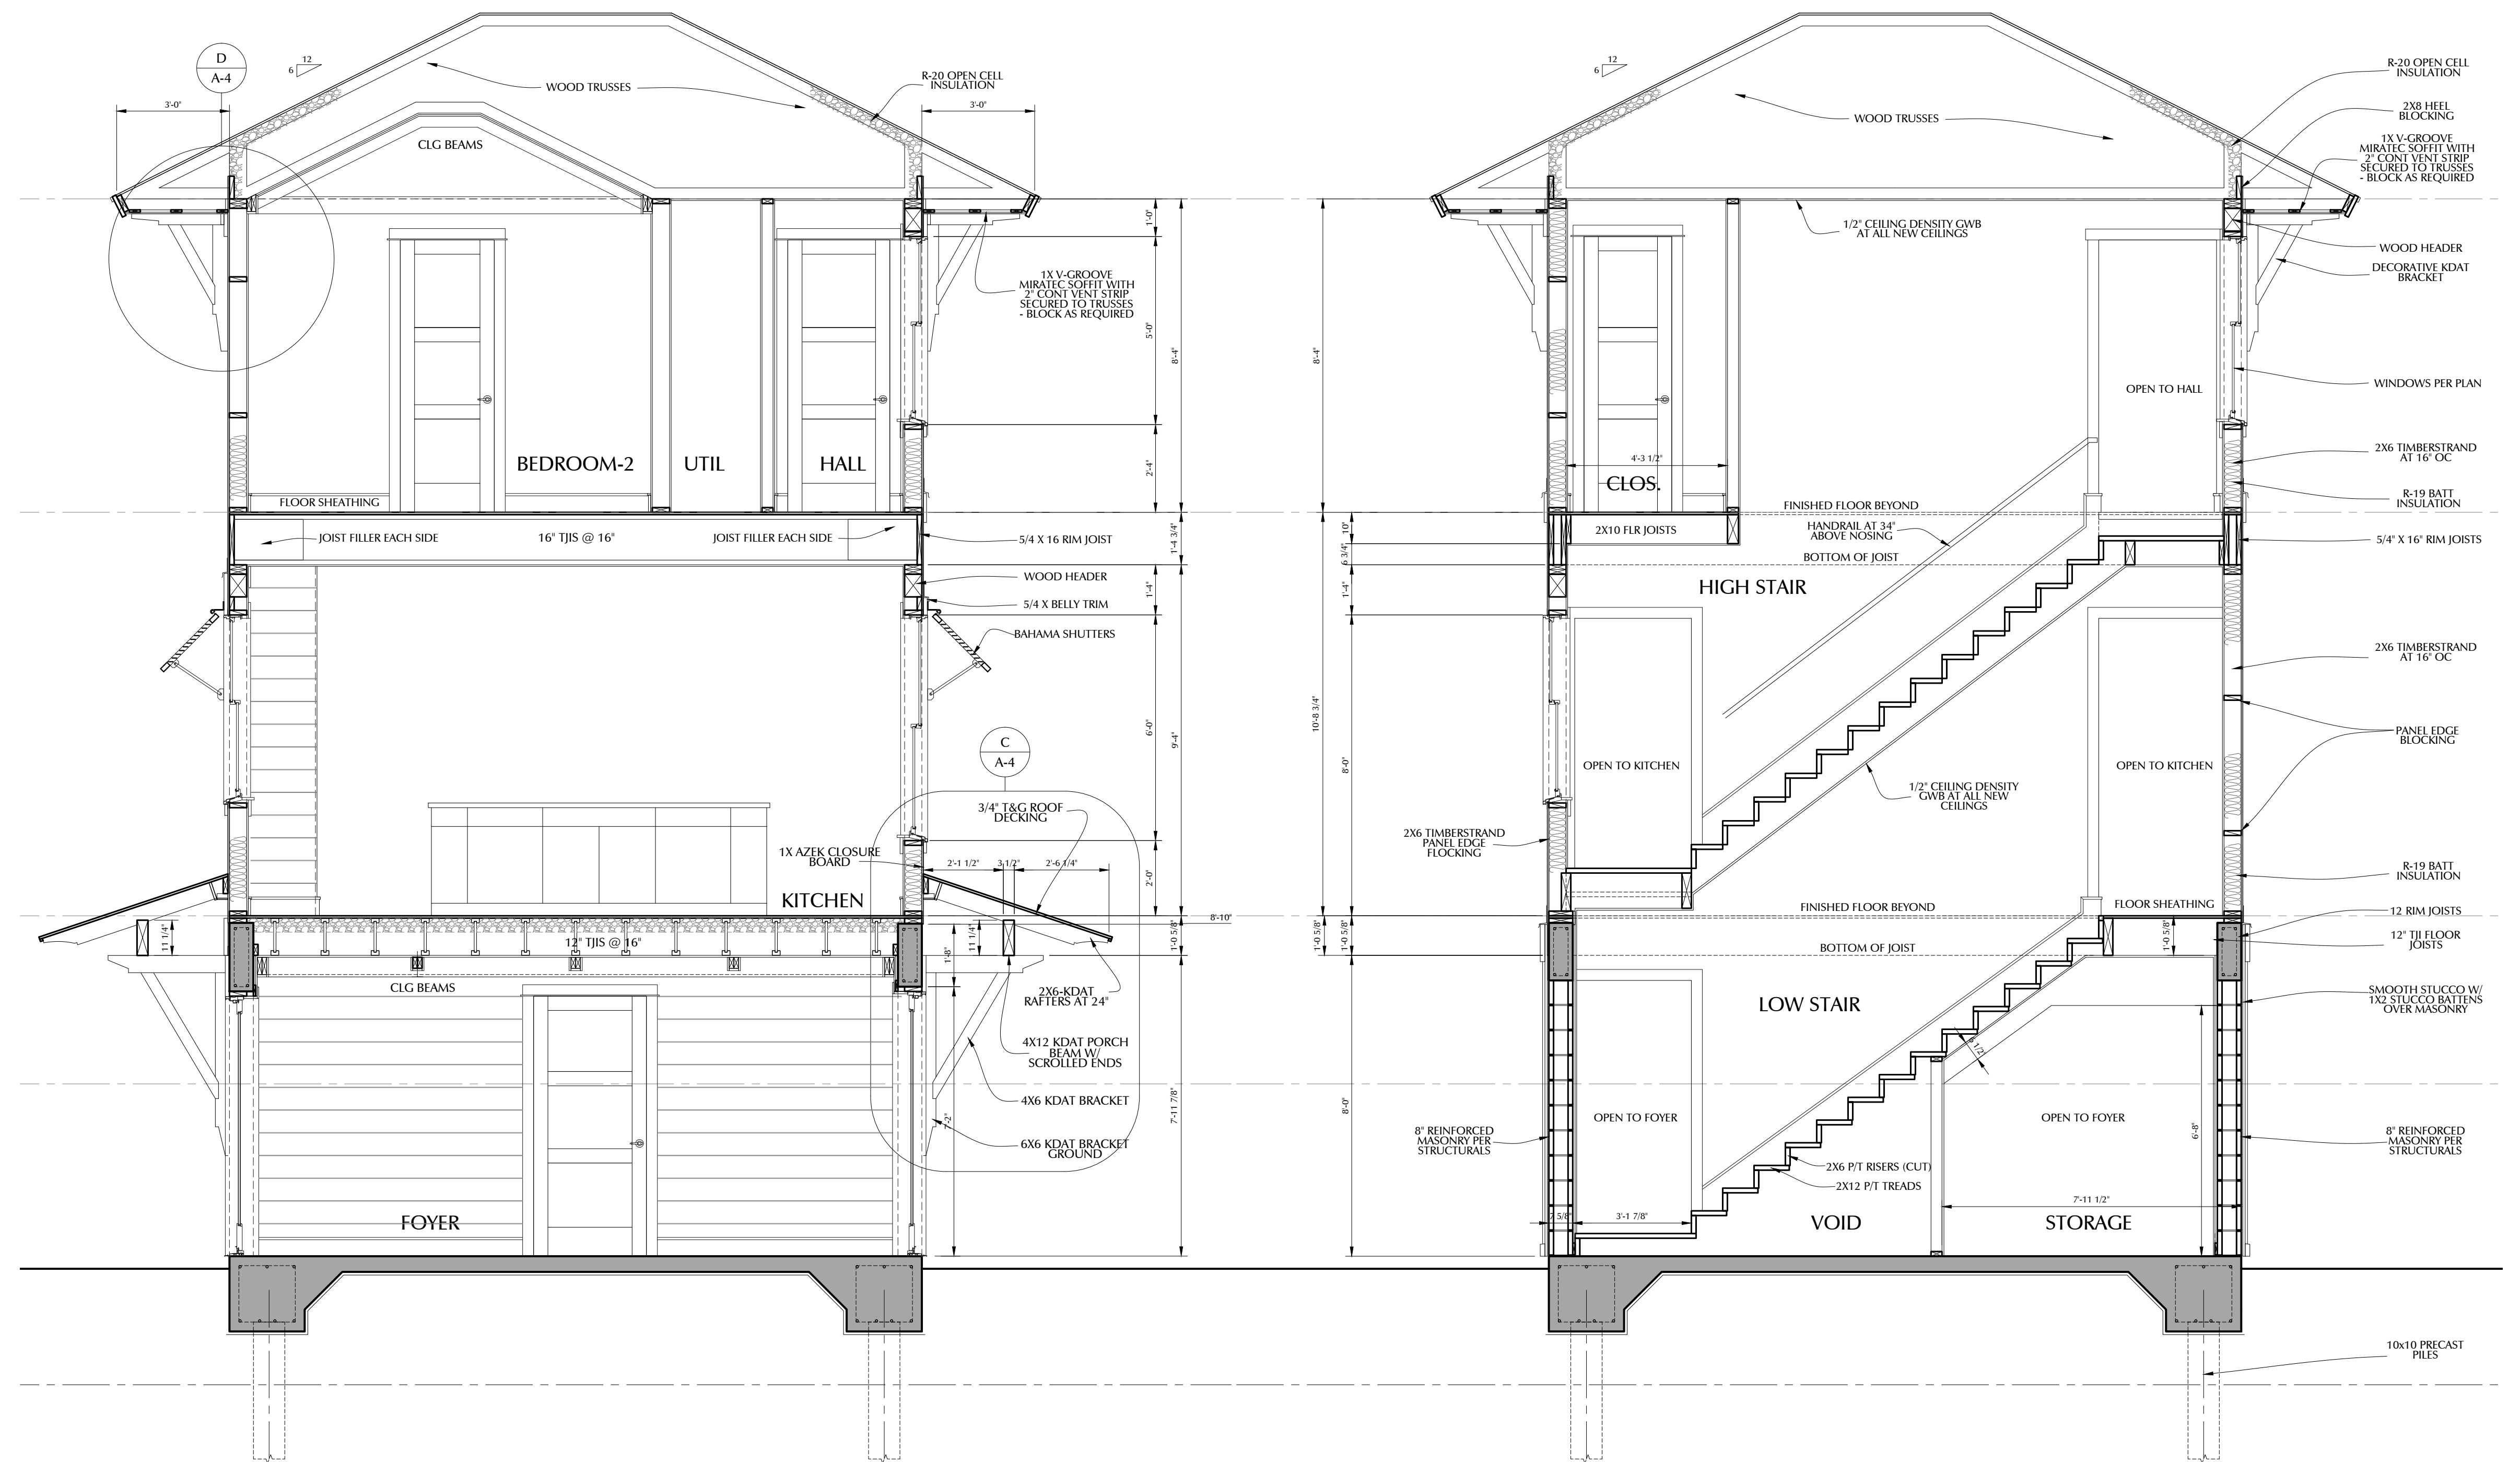 D
A-4
12
6
3'-0"
WOOD TRUSSES
R-20 OPEN CELL
INSULATION
3'-0"
CLG BEAMS
1'-0"
1X V-GROOVE
MIRATEC SOFFIT WITH
2" CONT VENT STRIP
SECURED TO TRUSSES
- BLOCK AS REQUIRED
5'-0"
8'-4"
BEDROOM-2
UTIL
HALL
2'-4"
FLOOR SHEATHING
JOIST FILLER EACH SIDE
16" TJIS @ 16"
JOIST FILLER EACH SIDE
5/4 X 16 RIM JOIST
1'-4 3/4"
WOOD HEADER
1'-4"
5/4 X BELLY TRIM
BAHAMA SHUTTERS
6'-0"
9'-4"
C
A-4
3/4" T&G ROOF
DECKING
1X AZEK CLOSURE
BOARD
2'-1 1/2"
3 1/2"
2'-6 1/4"
2'-0"
KITCHEN
8'-10"
11 1/4"
12" TJIS @ 16"
1'-8"
11 1/4"
1'-0 5/8"
CLG BEAMS
2X6-KDAT
RAFTERS AT 24"
4X12 KDAT PORCH
BEAM W/
SCROLLED ENDS
4X6 KDAT BRACKET
7'-2"
7'-11 7/8"
6X6 KDAT BRACKET
GROUND
FOYER
12
6
WOOD TRUSSES
R-20 OPEN CELL
INSULATION
2X8 HEEL
BLOCKING
1X V-GROOVE
MIRATEC SOFFIT WITH
2" CONT VENT STRIP
SECURED TO TRUSSES
- BLOCK AS REQUIRED
1/2" CEILING DENSITY GWB
AT ALL NEW CEILINGS
WOOD HEADER
DECORATIVE KDAT
BRACKET
8'-4"
OPEN TO HALL
WINDOWS PER PLAN
4'-3 1/2"
CLOS.
2X6 TIMBERSTRAND
AT 16" OC
R-19 BATT
INSULATION
FINISHED FLOOR BEYOND
10"
2X10 FLR JOISTS
HANDRAIL AT 34"
ABOVE NOSING
5/4" X 16" RIM JOISTS
6 3/4"
BOTTOM OF JOIST
1'-4"
HIGH STAIR
2X6 TIMBERSTRAND
AT 16" OC
10'-8 3/4"
8'-0"
PANEL EDGE
BLOCKING
OPEN TO KITCHEN
OPEN TO KITCHEN
1/2" CEILING DENSITY
GWB AT ALL NEW
CEILINGS
2X6 TIMBERSTRAND
PANEL EDGE
FLOCKING
R-19 BATT
INSULATION
FINISHED FLOOR BEYOND
FLOOR SHEATHING
12 RIM JOISTS
1'-0 5/8"
1'-0 5/8"
BOTTOM OF JOIST
1'-0 5/8"
12" TJI FLOOR
JOISTS
LOW STAIR
SMOOTH STUCCO W/
1X2 STUCCO BATTENS
OVER MASONRY
8'-0"
OPEN TO FOYER
OPEN TO FOYER
6'-8"
8" REINFORCED
MASONRY PER
STRUCTURALS
8" REINFORCED
MASONRY PER
STRUCTURALS
2X6 P/T RISERS (CUT)
2X12 P/T TREADS
7'-11 1/2"
7 5/8"
3'-1 7/8"
VOID
STORAGE
10x10 PRECAST
PILES